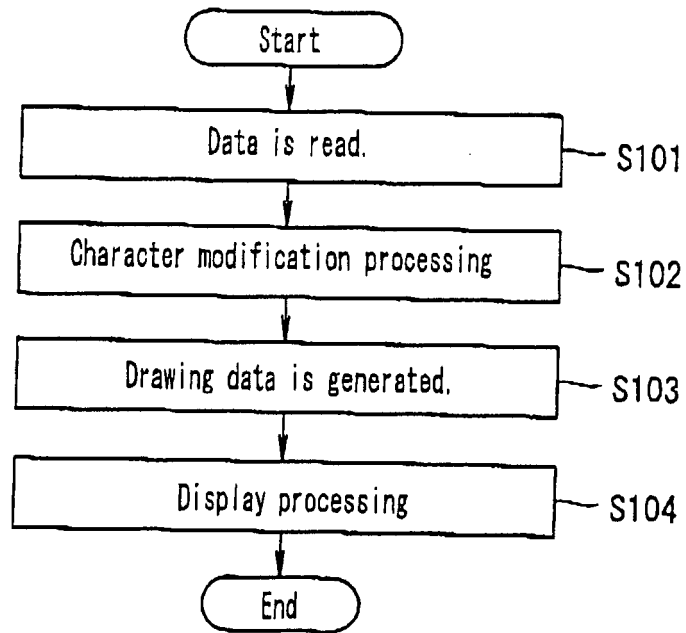 Start
Data is read.
S101
Character modification processing
S102
Drawing data is generated.
S103
Display processing
S104
End